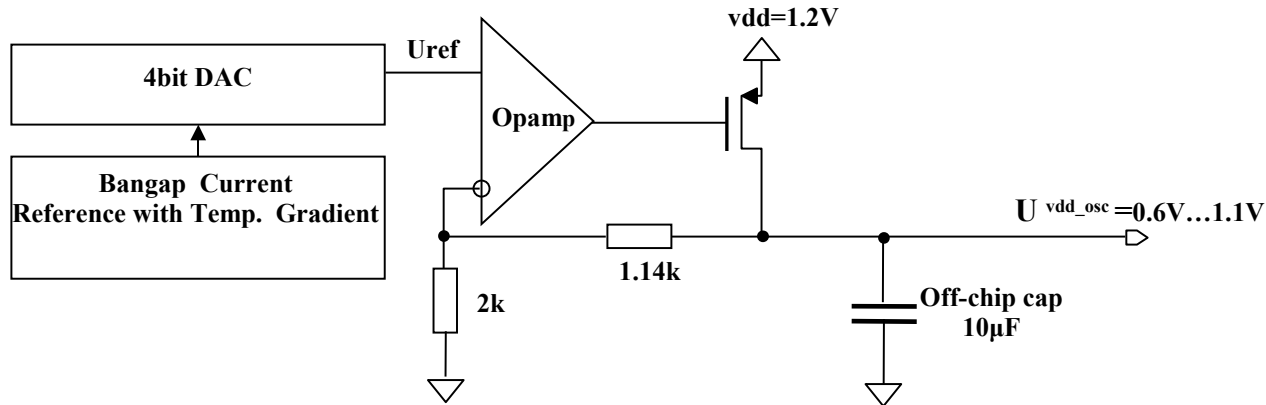 vdd=1.2V
Uref
4bit DAC
Opamp
Bangap Current
Reference with Temp. Gradient
U vdd_osc=0.6V...1.1V
1.14k
2k
Off-chip cap
10µF